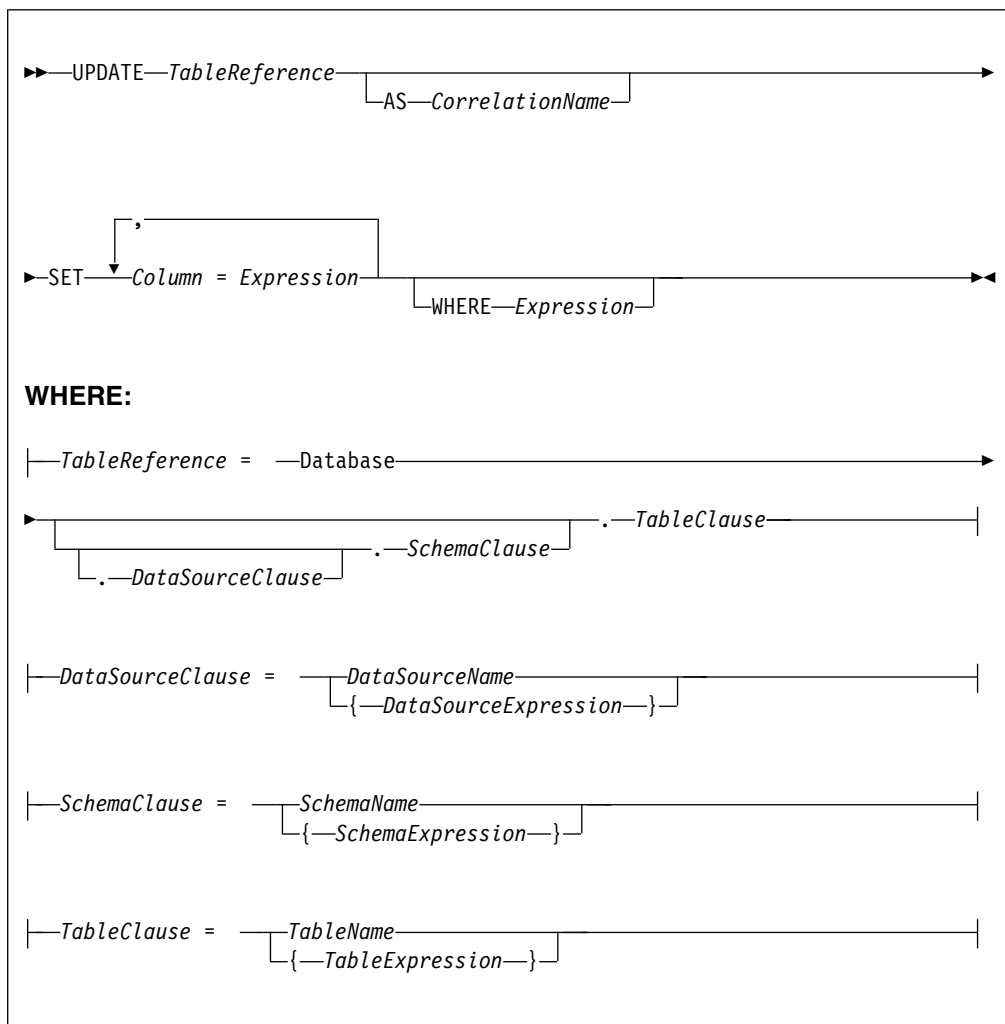 UPDATE TableReference
AS CorrelationName
,
SET Column = Expression
WHERE Expression
WHERE:
TableReference = Database
. TableClause
. SchemaClause
. DataSourceClause
DataSourceClause = DataSourceName
{ DataSourceExpression }
SchemaClause = SchemaName
{ SchemaExpression }
TableClause = TableName
{ TableExpression }